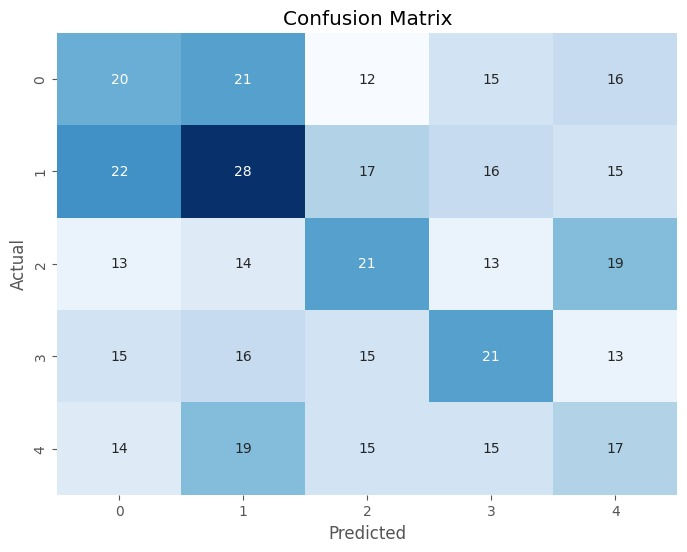 Confusion Matrix
Actual
0 20 21 12 15 16
1 22 28 17 16 15
2 13 14 21 13 19
3 15 16 15 21 13
4 14 19 15 15 17
0 1 2 3 4
Predicted